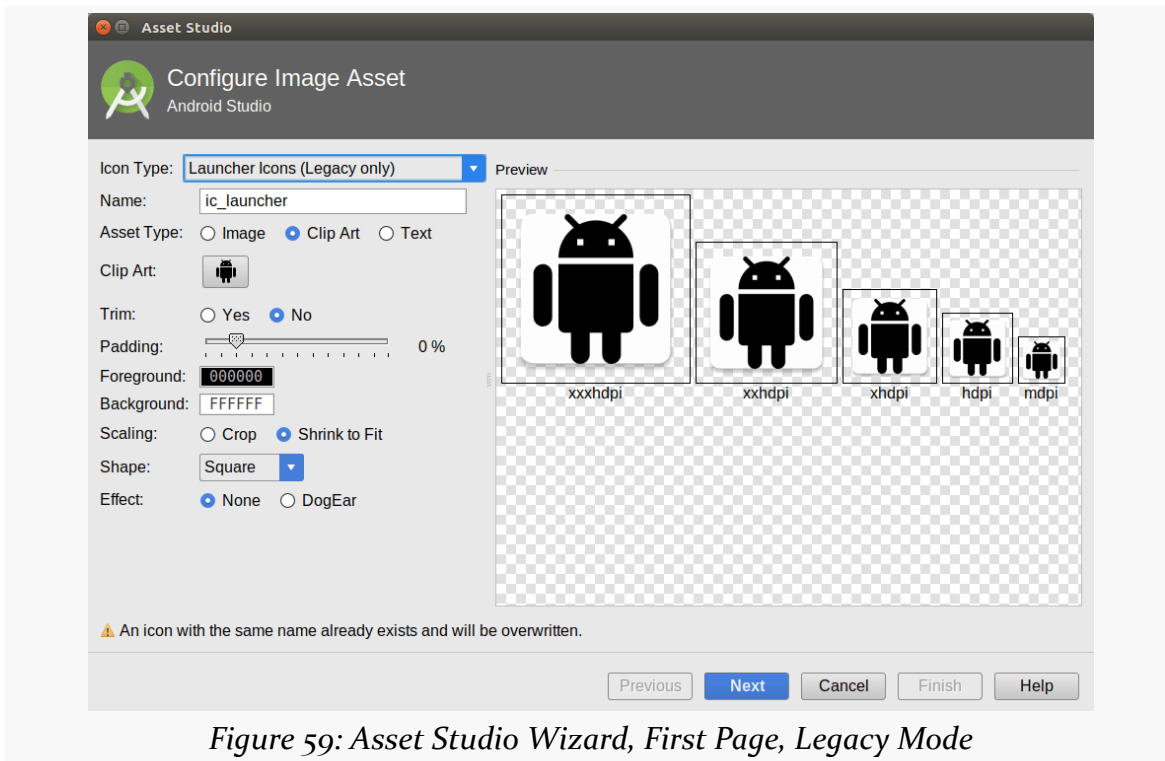 Asset Studio
Configure Image Asset
Android Studio
Icon Type: Launcher Icons (Legacy only)
Preview
Name: ic_launcher
Asset Type: Image Clip Art Text
Clip Art:
Trim: Yes No
Padding: 0 %
Foreground: 000000
Background: FFFFFF
Scaling: Crop Shrink to Fit
Shape: Square
Effect: None DogEar
xxxhdpi xxhdpi xhdpi hdpi mdpi
An icon with the same name already exists and will be overwritten.
Previous Next Cancel Finish Help
Figure 59: Asset Studio Wizard, First Page, Legacy Mode